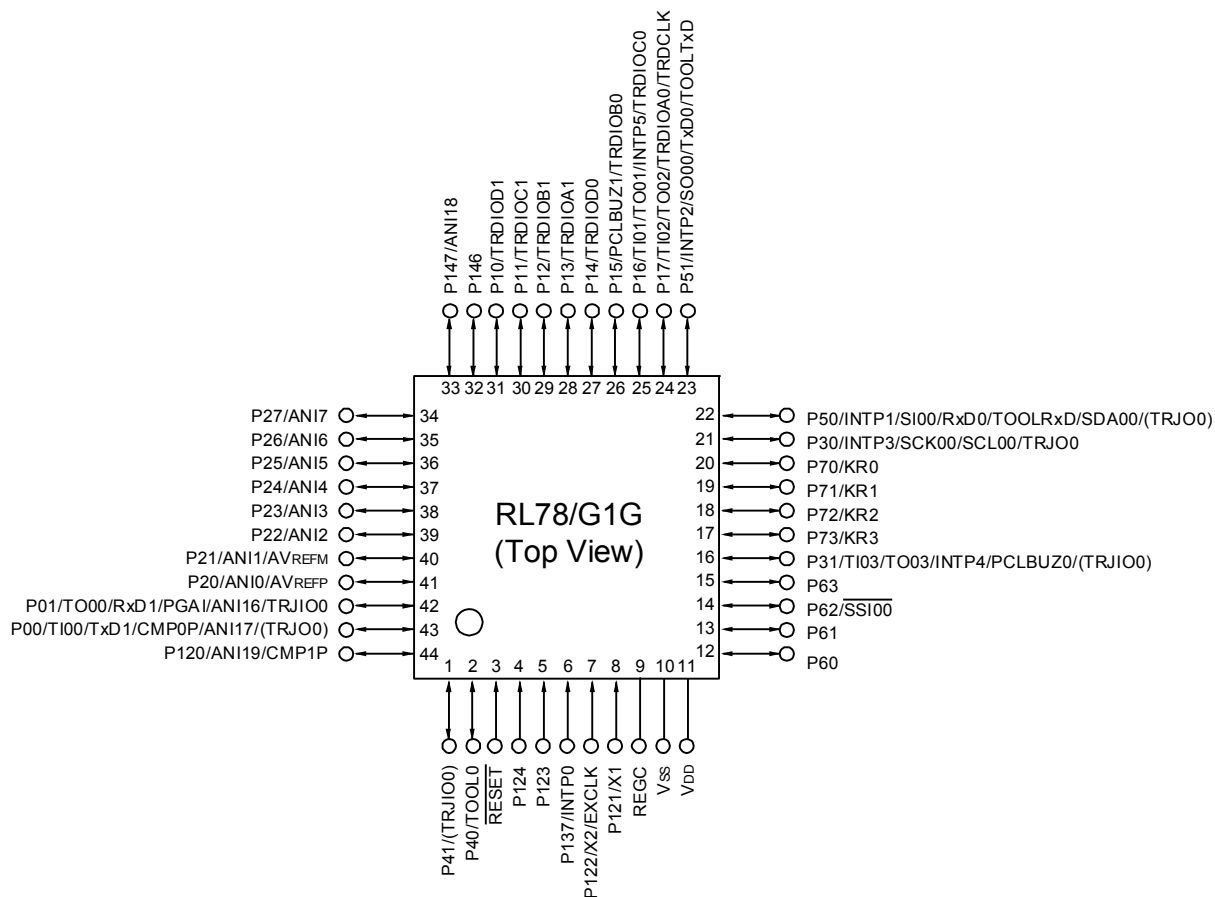 P147/ANI18
P146
P10/TRDIOD1
P11/TRDIOC1
P12/TRDIOB1
P13/TRDIOA1
P14/TRDIOD0
P15/PCLBUZ1/TRDIOB0
P16/TI01/TO01/INTP5/TRDIOC0
P17/TI02/TO02/TRDIOA0/TRDCLK
P51/INTP2/SO00/TxD0/TOOLTxD
33 32 31 30 29 28 27 26 25 24 23
P27/ANI7 34
P26/ANI6 35
P25/ANI5 36
P24/ANI4 37
P23/ANI3 38
P22/ANI2 39
P21/ANI1/AVREFM 40
P20/ANI0/AVREFP 41
P01/TO00/RxD1/PGAI/ANI16/TRJIO0 42
P00/TI00/TxD1/CMP0P/ANI17/(TRJO0) 43
P120/ANI19/CMP1P 44
RL78/G1G
(Top View)
22 P50/INTP1/SI00/RxD0/TOOLRxD/SDA00/(TRJO0)
21 P30/INTP3/SCK00/SCL00/TRJO0
20 P70/KR0
19 P71/KR1
18 P72/KR2
17 P73/KR3
16 P31/TI03/TO03/INTP4/PCLBUZ0/(TRJIO0)
15 P63
14 P62/SSI00
13 P61
12 P60
1 2 3 4 5 6 7 8 9 10 11
P41/(TRJIO0)
P40/TOOL0
RESET
P124
P123
P137/INTP0
P122/X2/EXCLK
P121/X1
REGC
VSS
VDD